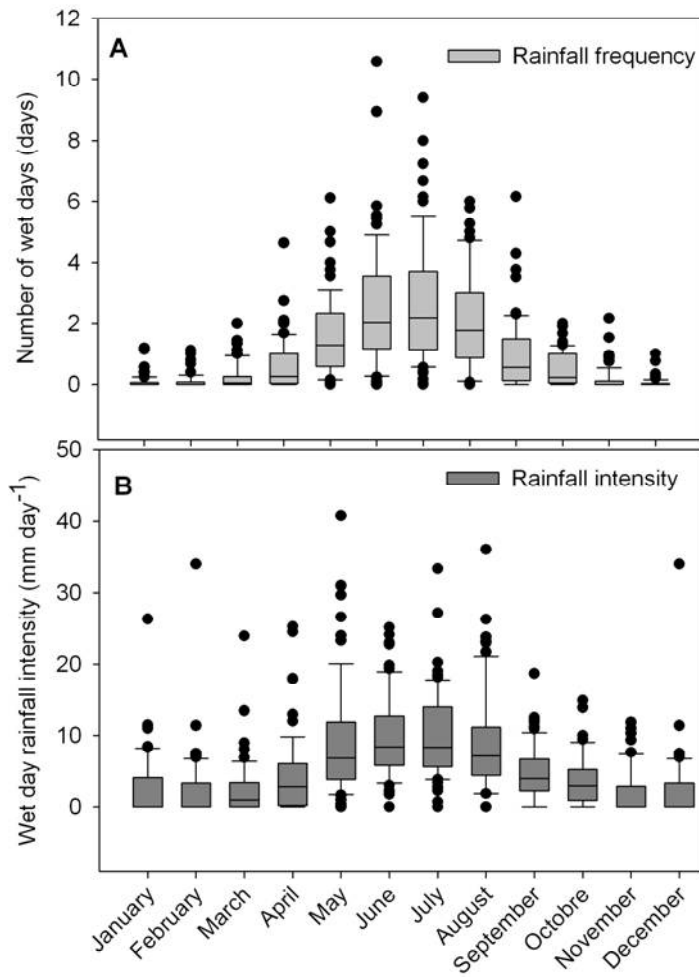 A
Rainfall frequency
Number of wet days (days)
12
10
8
6
4
2
0
B
Rainfall intensity
Wet day rainfall intensity (mm day⁻¹)
50
40
30
20
10
0
January
February
March
April
May
June
July
August
September
Octobre
November
December